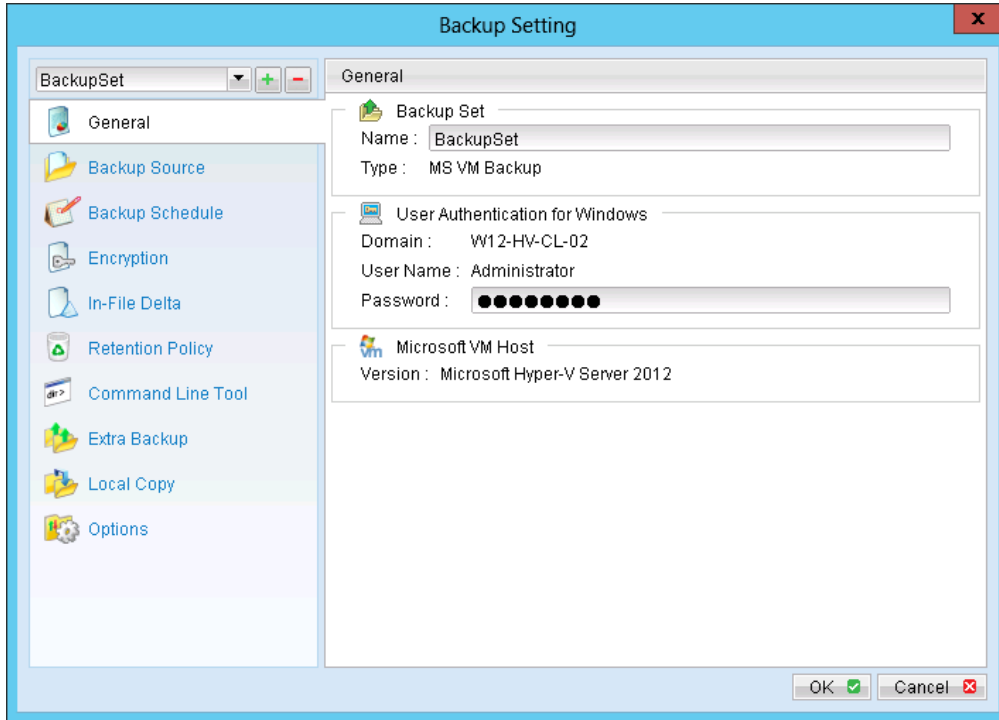 Backup Setting
x
BackupSet
General
Backup Source
Backup Schedule
Encryption
In-File Delta
Retention Policy
dir>
Command Line Tool
Extra Backup
Local Copy
Options
General
Backup Set
Name : BackupSet
Type : MS VM Backup
User Authentication for Windows
Domain : W12-HV-CL-02
User Name : Administrator
Password : ●●●●●●●●
vm Microsoft VM Host
Version : Microsoft Hyper-V Server 2012
OK
Cancel